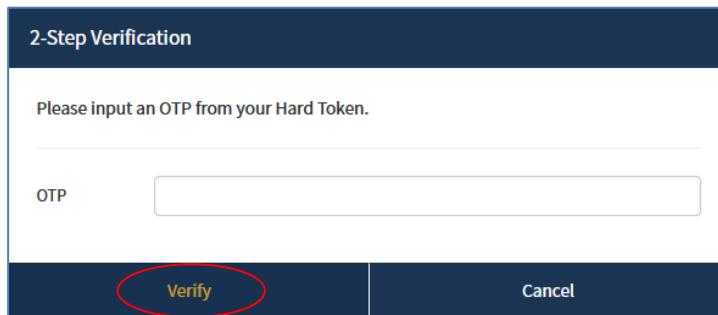 2-Step Verification
Please input an OTP from your Hard Token.
OTP
Verify
Cancel